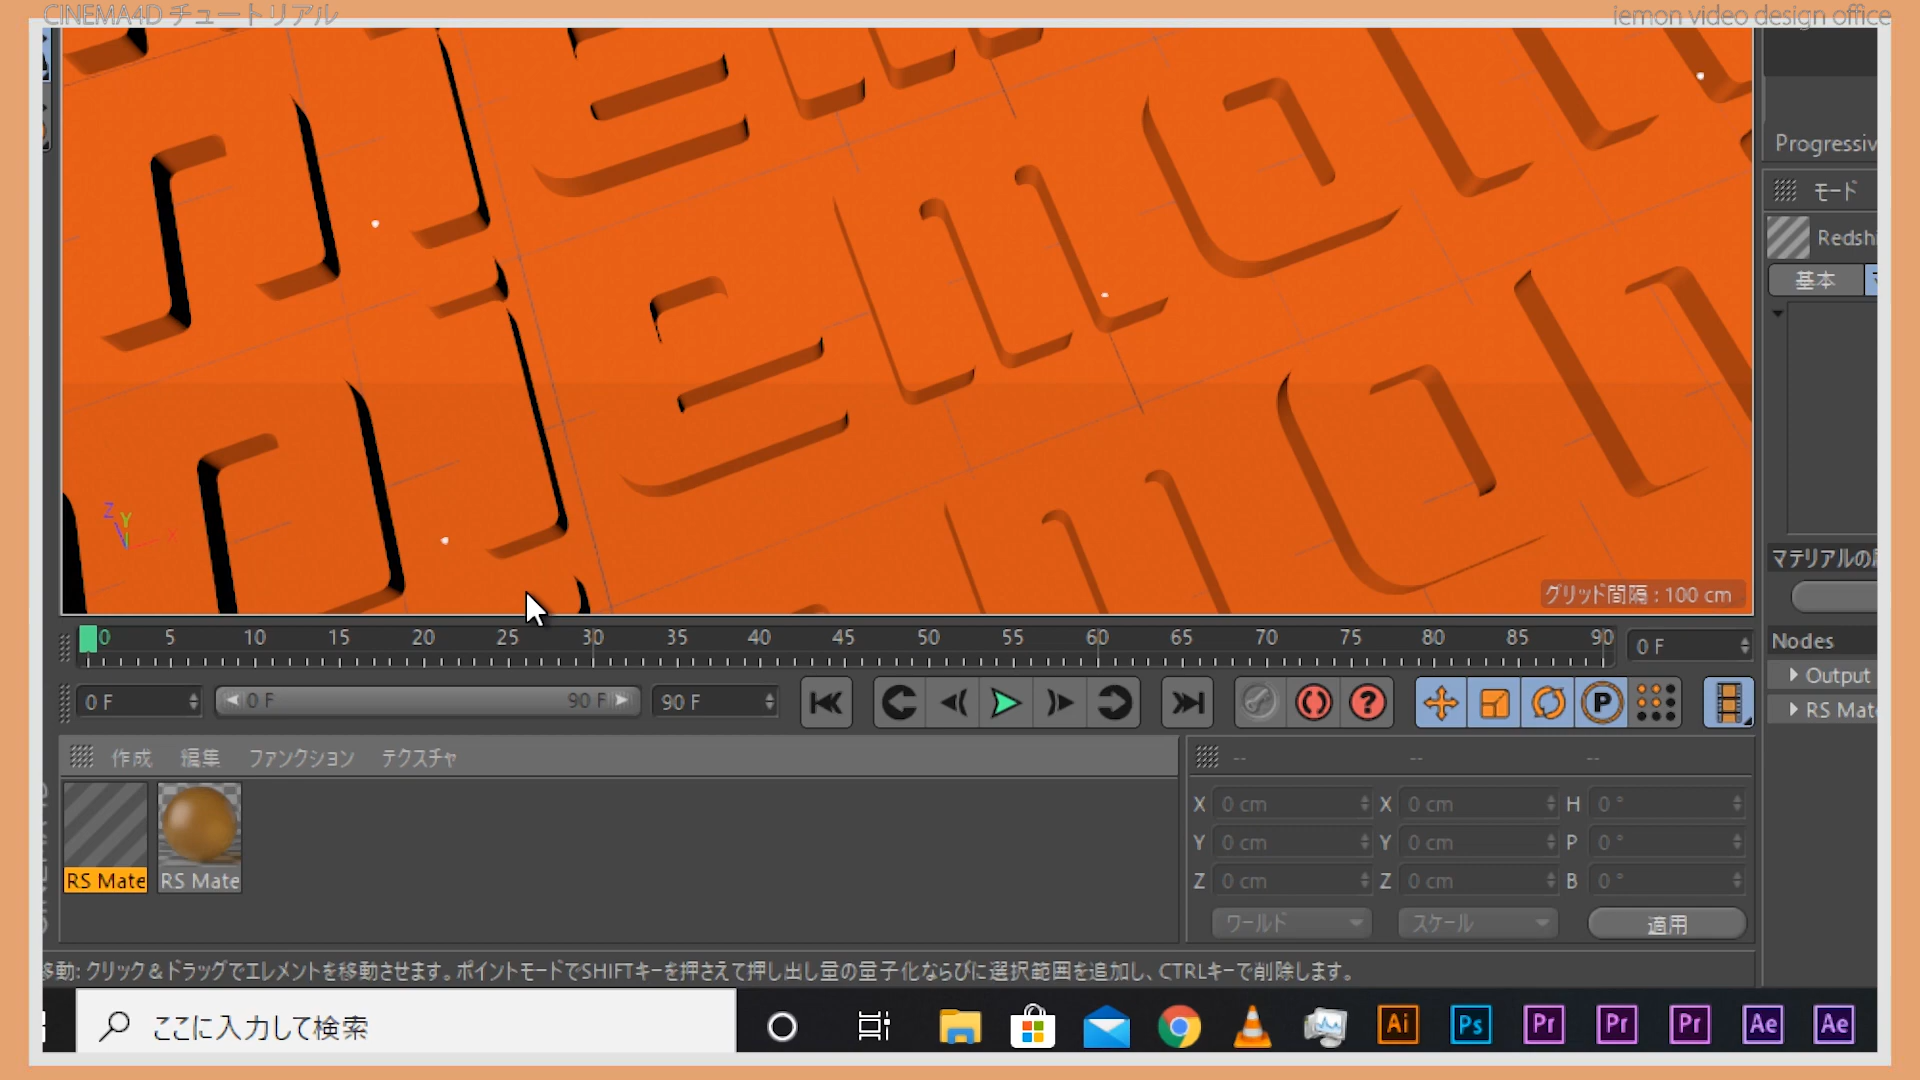 CINEMA4D チュートリアル
iemon video design office
Progressiv
モード
Redshi
基本
グリッド間隔 : 100 cm
マテリアルの
0 5 10 15 20 25 30 35 40 45 50 55 60 65 70 75 80 85 90
0 F
Nodes
Output
RS Mate
0 F
0 F
90 F
90 F
P
作成 編集 ファンクション テクスチャ
-- -- --
X 0 cm X 0 cm H 0 °
Y 0 cm Y 0 cm P 0 °
Z 0 cm Z 0 cm B 0 °
ワールド スケール 適用
RS Mate
RS Mate
移動: クリック＆ドラッグでエレメントを移動させます。ポイントモードでSHIFTキーを押さえて押し出し量の量子化ならびに選択範囲を追加し、CTRLキーで削除します。
ここに入力して検索
Ai Ps Pr Pr Pr Ae Ae